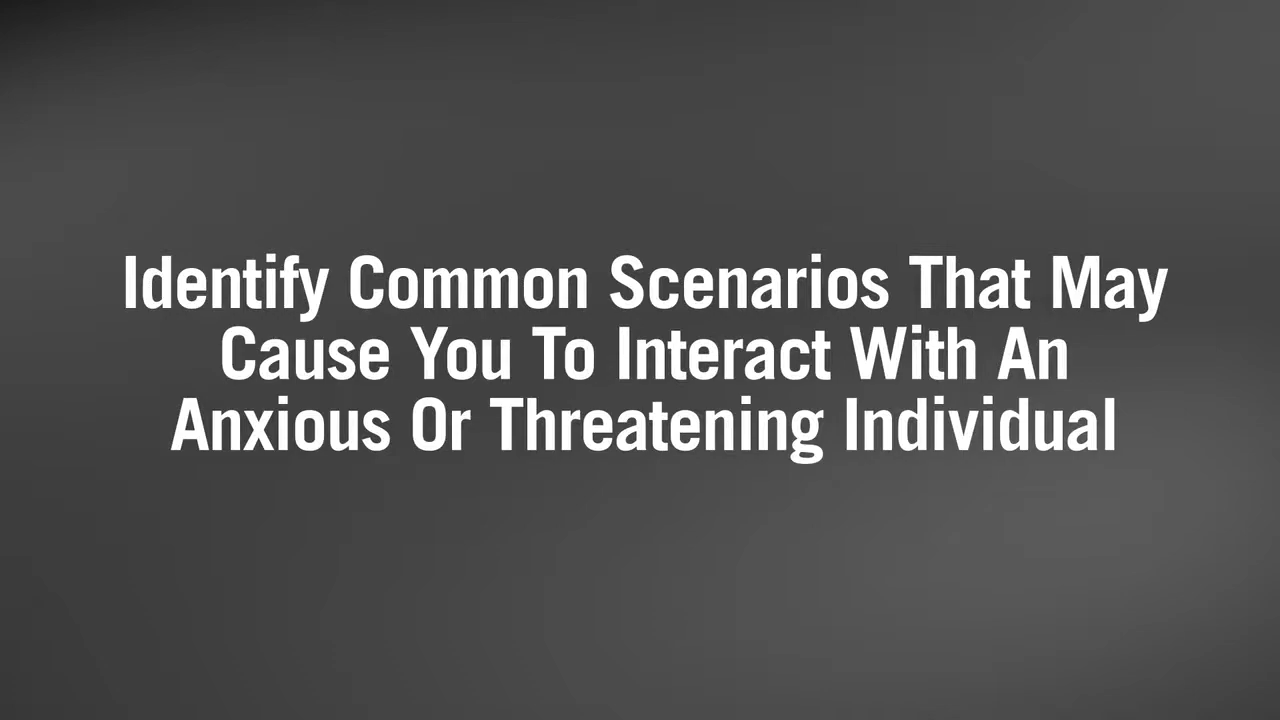 Identify Common Scenarios That May
Cause You To Interact With An
Anxious Or Threatening Individual